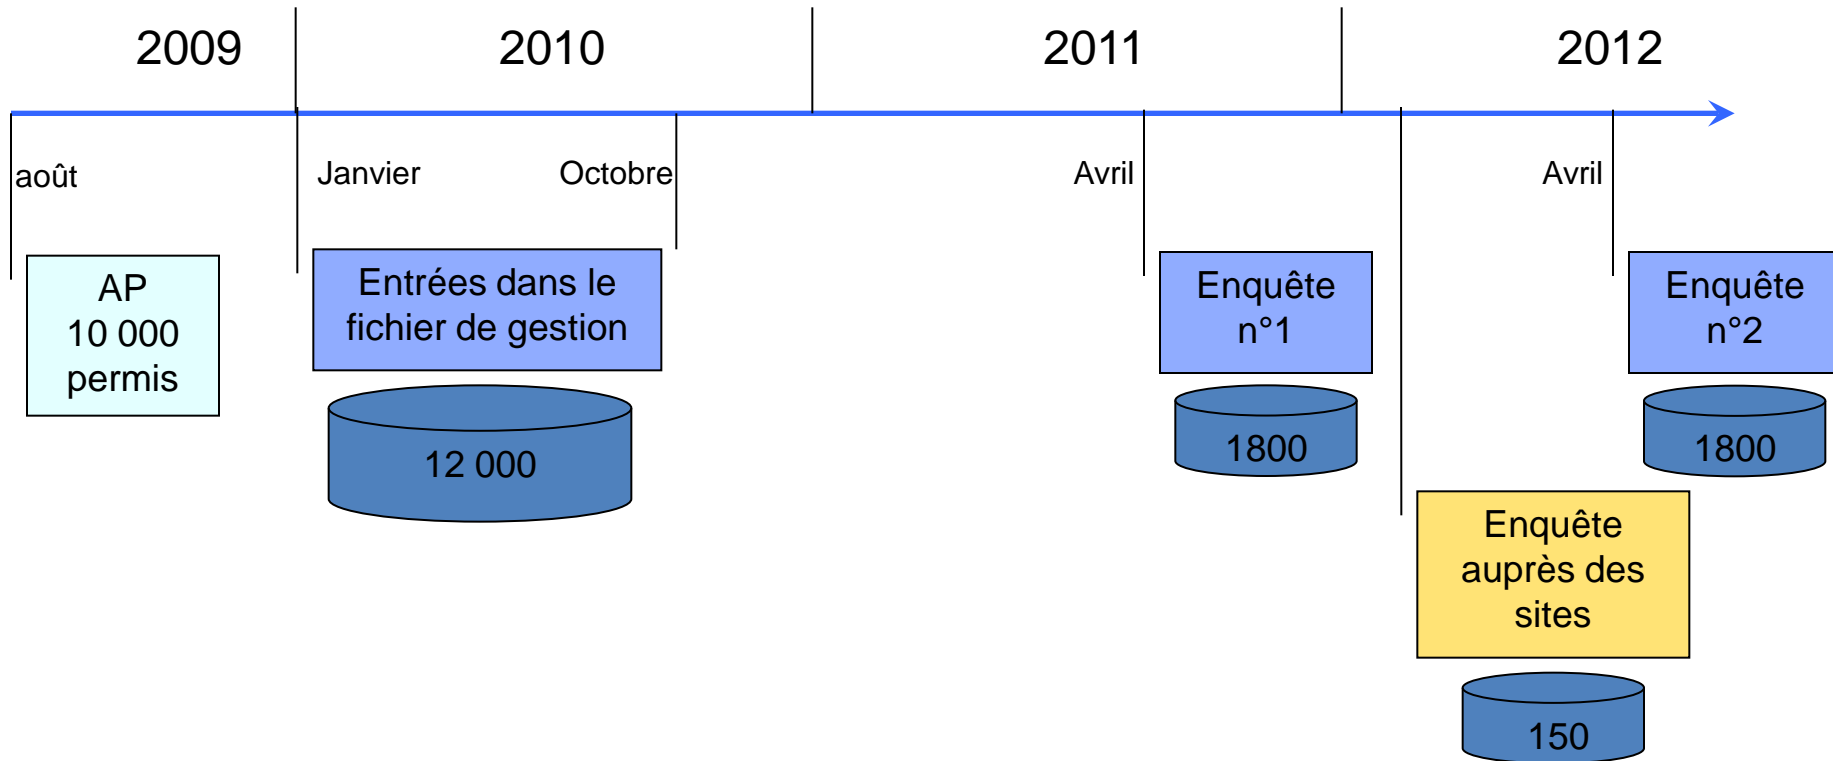 2009
2010
2011
2012
août
Janvier
Octobre
Avril
Avril
AP
10 000
permis
Entrées dans le
fichier de gestion
12 000
Enquête
n°1
1800
Enquête
n°2
1800
Enquête
auprès des
sites
150